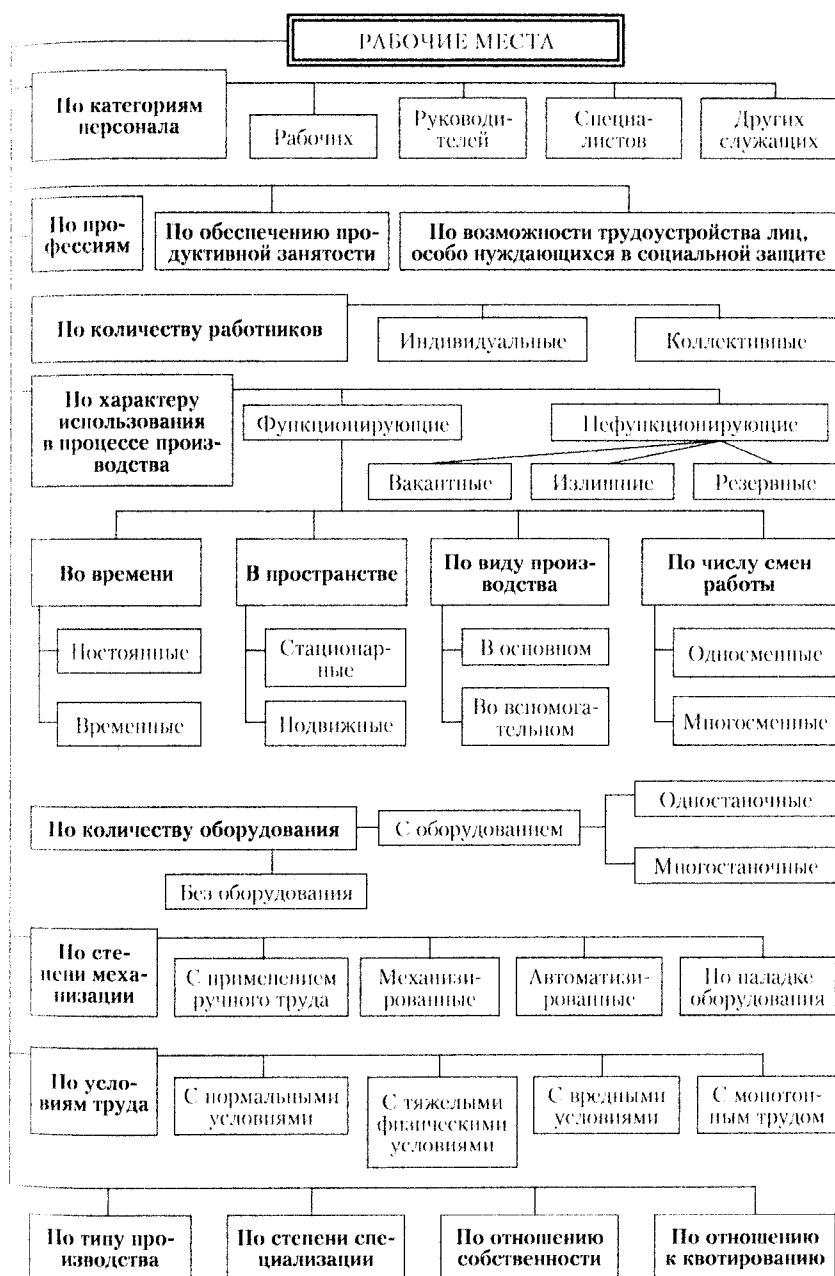 РАБОЧИЕ МЕСТА
По категориям
персонала
Рабочих
Руководи-
телей
Специа-
листов
Других
служащих
По про-
фессиям
По обеспечению про-
дуктивной занятости
По возможности трудоустройства лиц,
особо нуждающихся в социальной защите
По количеству работников
Индивидуальные
Коллективные
По характеру
использования
в процессе произ-
водства
Функционирующие
Нефункционирующие
Вакантные
Излишние
Резервные
Во времени
В пространстве
По виду произ-
водства
По числу смен
работы
Постоянные
Стационар-
ные
В основном
Односменные
Временные
Подвижные
Во вспомога-
тельном
Многосменные
По количеству оборудования
С оборудованием
Одностаночные
Многостаночные
Без оборудования
По сте-
пени меха-
низации
С применением
ручного труда
Механизи-
рованные
Автоматизи-
рованные
По наладке
оборудования
По усло-
виям труда
С нормальными
условиями
С тяжелыми
физическими
условиями
С вредными
условиями
С монотон-
ным трудом
По типу про-
изводства
По степени спе-
циализации
По отношению
собственности
По отношению
к квотированию